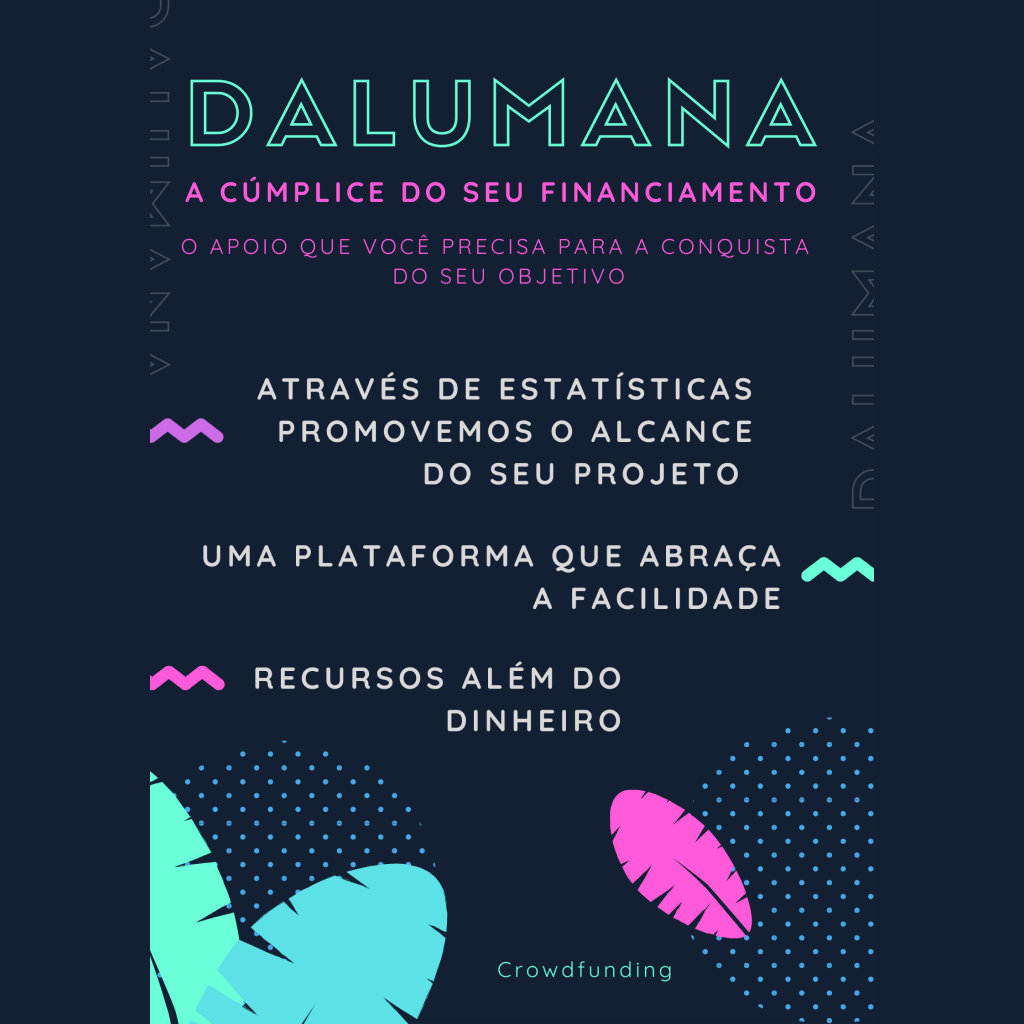 DALUMANA
A CÚMPLICE DO SEU FINANCIAMENTO
O APOIO QUE VOCÊ PRECISA PARA A CONQUISTA
DO SEU OBJETIVO
ATRAVÉS DE ESTATÍSTICAS
PROMOVEMOS O ALCANCE
DO SEU PROJETO
UMA PLATAFORMA QUE ABRAÇA
A FACILIDADE
RECURSOS ALÉM DO
DINHEIRO
Crowdfunding